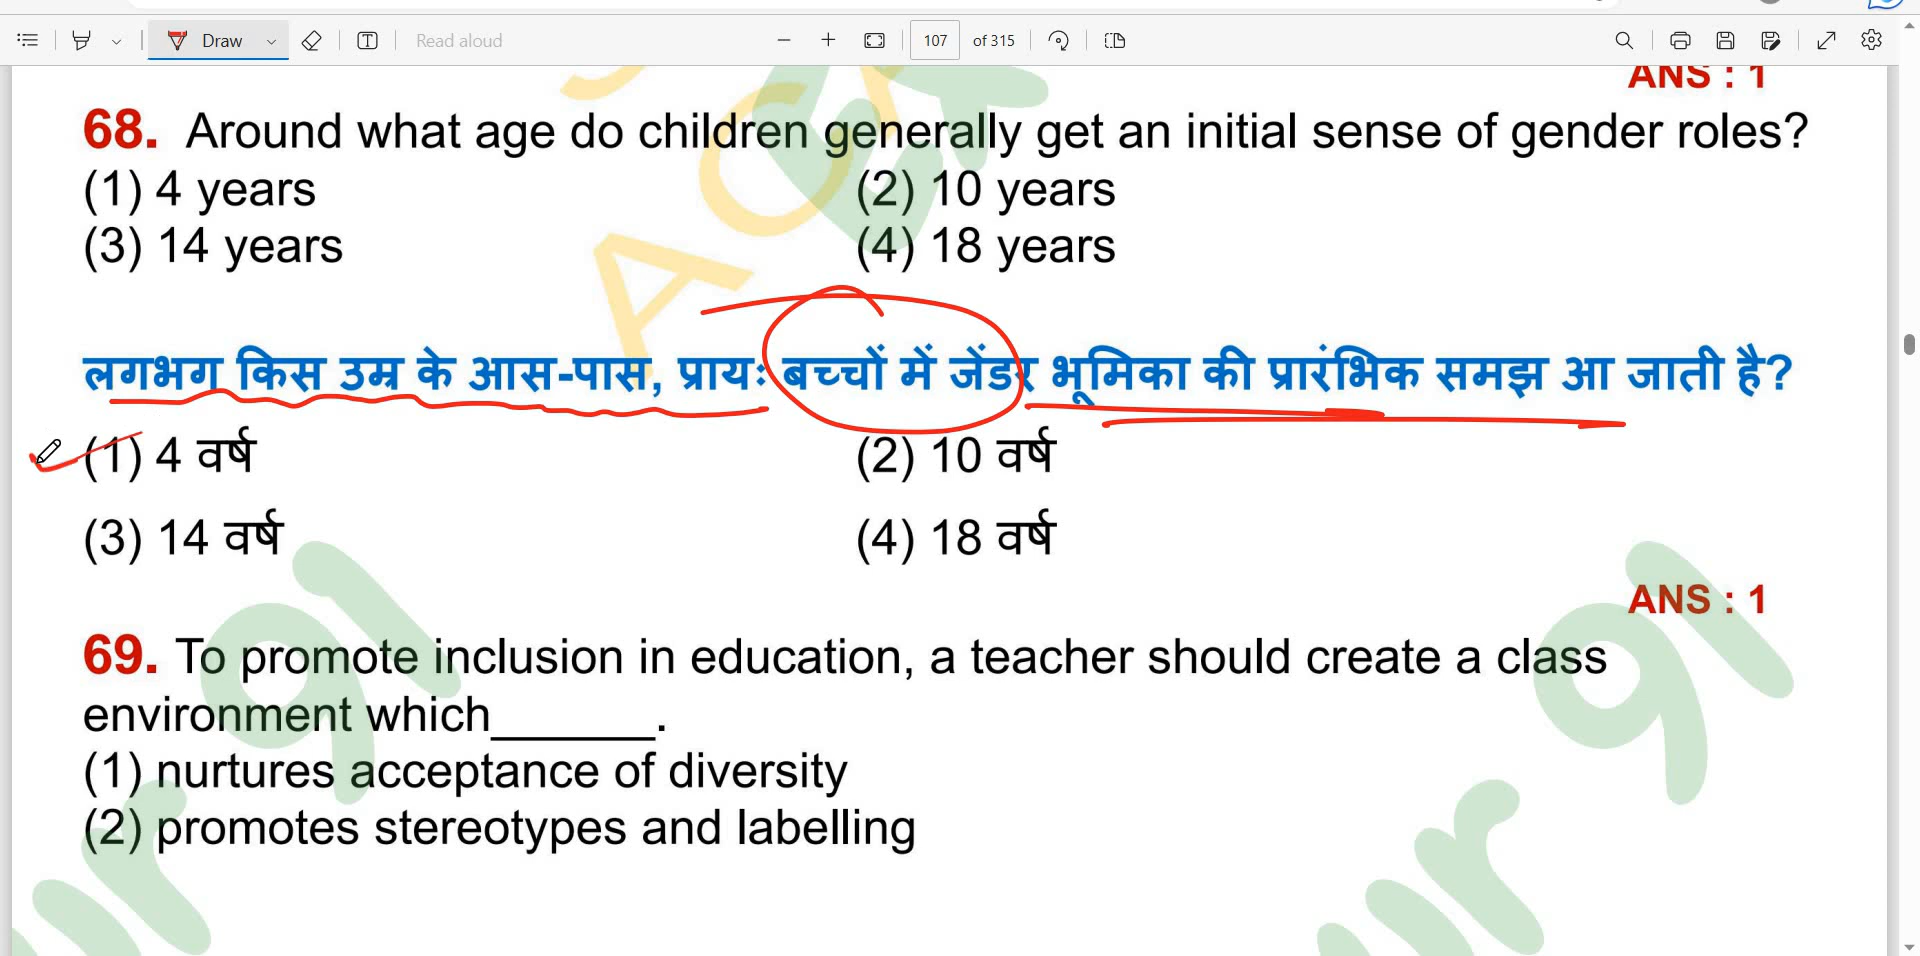 Draw
Read aloud
107 of 315
ANS : 1
68. Around what age do children generally get an initial sense of gender roles?
(1) 4 years (2) 10 years
(3) 14 years (4) 18 years
लगभग किस उम्र के आस-पास, प्रायः बच्चों में जेंडर भूमिका की प्रारंभिक समझ आ जाती है?
(1) 4 वर्ष (2) 10 वर्ष
(3) 14 वर्ष (4) 18 वर्ष
ANS : 1
69. To promote inclusion in education, a teacher should create a class
environment which_______.
(1) nurtures acceptance of diversity
(2) promotes stereotypes and labelling